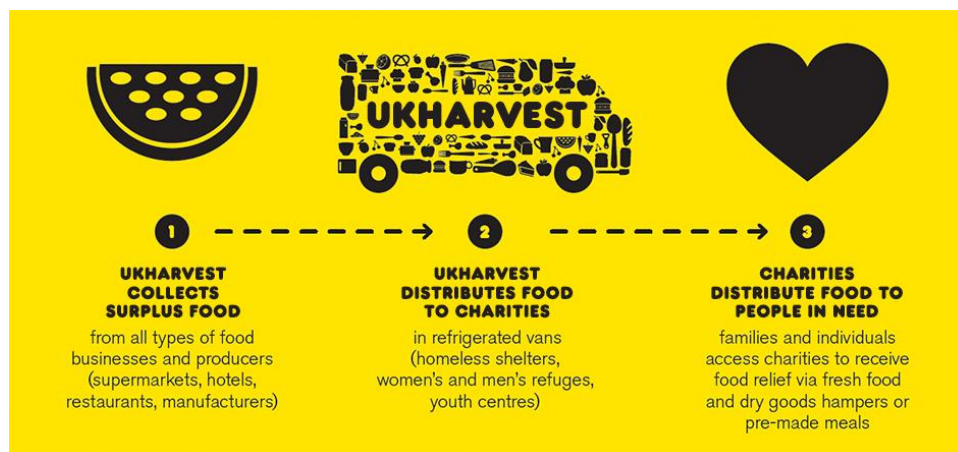 UKHARVEST
1
2
3
UKHARVEST
COLLECTS
SURPLUS FOOD
from all types of food
businesses and producers
(supermarkets, hotels,
restaurants, manufacturers)
UKHARVEST
DISTRIBUTES FOOD
TO CHARITIES
in refrigerated vans
(homeless shelters,
women's and men's refuges,
youth centres)
CHARITIES
DISTRIBUTE FOOD TO
PEOPLE IN NEED
families and individuals
access charities to receive
food relief via fresh food
and dry goods hampers or
pre-made meals